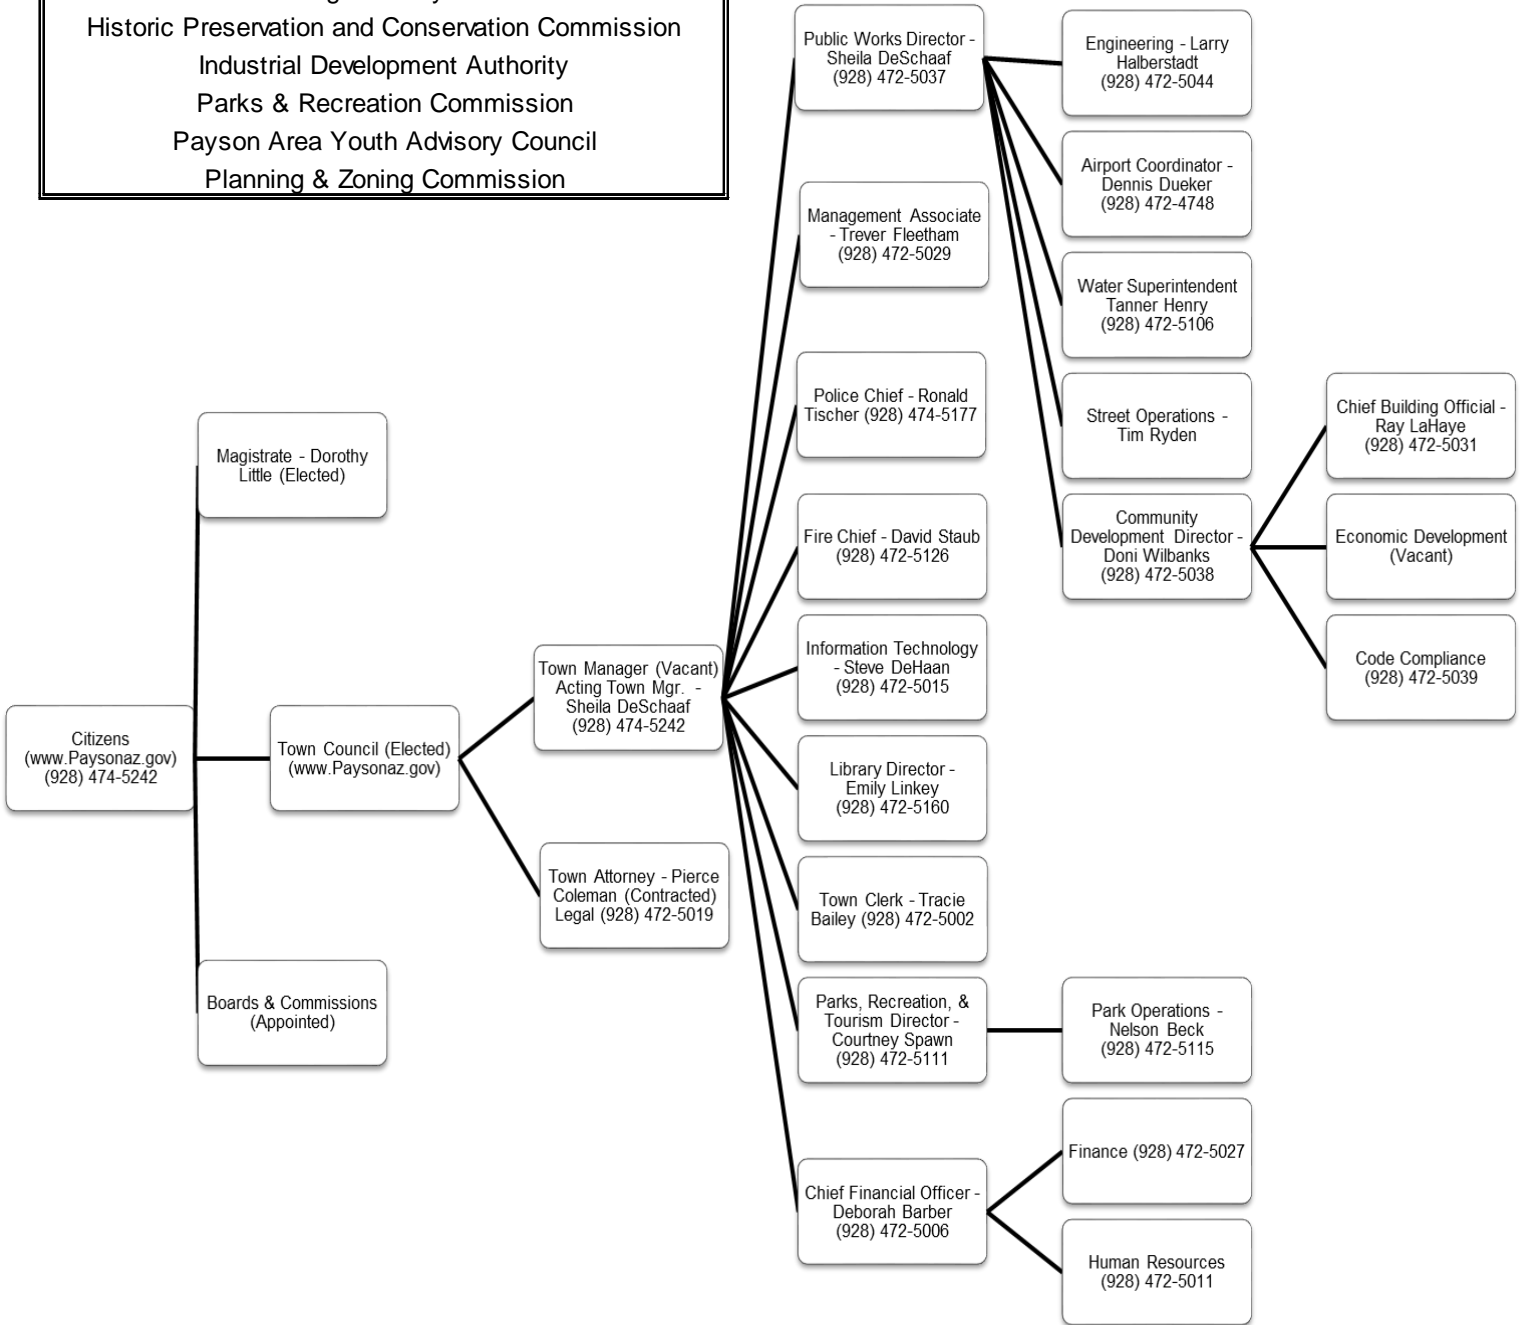 Historic Preservation and Conservation Commission
Industrial Development Authority
Parks & Recreation Commission
Payson Area Youth Advisory Council
Planning & Zoning Commission
Public Works Director -
Sheila DeSchaaf
(928) 472-5037
Engineering - Larry
Halberstadt
(928) 472-5044
Airport Coordinator -
Dennis Dueker
(928) 472-4748
Management Associate
- Trever Fleetham
(928) 472-5029
Water Superintendent
Tanner Henry
(928) 472-5106
Police Chief - Ronald
Tischer (928) 474-5177
Street Operations -
Tim Ryden
Chief Building Official -
Ray LaHaye
(928) 472-5031
Magistrate - Dorothy
Little (Elected)
Fire Chief - David Staub
(928) 472-5126
Community
Development Director -
Doni Wilbanks
(928) 472-5038
Economic Development
(Vacant)
Information Technology
- Steve DeHaan
(928) 472-5015
Code Compliance
(928) 472-5039
Town Manager (Vacant)
Acting Town Mgr. -
Sheila DeSchaaf
(928) 474-5242
Citizens
(www.Paysonaz.gov)
(928) 474-5242
Town Council (Elected)
(www.Paysonaz.gov)
Library Director -
Emily Linkey
(928) 472-5160
Town Attorney - Pierce
Coleman (Contracted)
Legal (928) 472-5019
Town Clerk - Tracie
Bailey (928) 472-5002
Boards & Commissions
(Appointed)
Parks, Recreation, &
Tourism Director -
Courtney Spawn
(928) 472-5111
Park Operations -
Nelson Beck
(928) 472-5115
Finance (928) 472-5027
Chief Financial Officer -
Deborah Barber
(928) 472-5006
Human Resources
(928) 472-5011